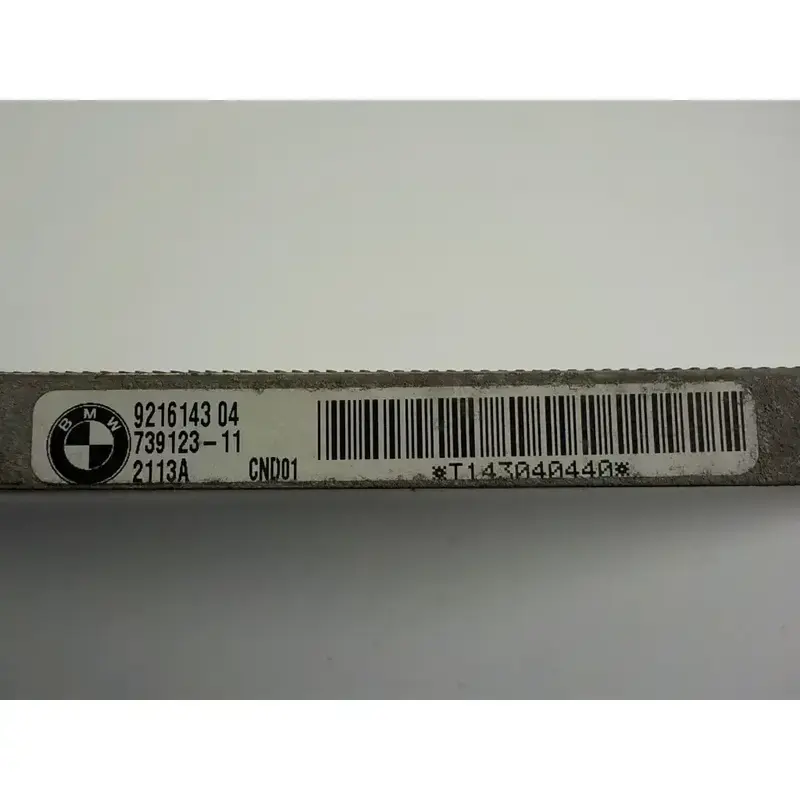 BMW
9216143 04
739123-11
2113A CND01
*T143040440*